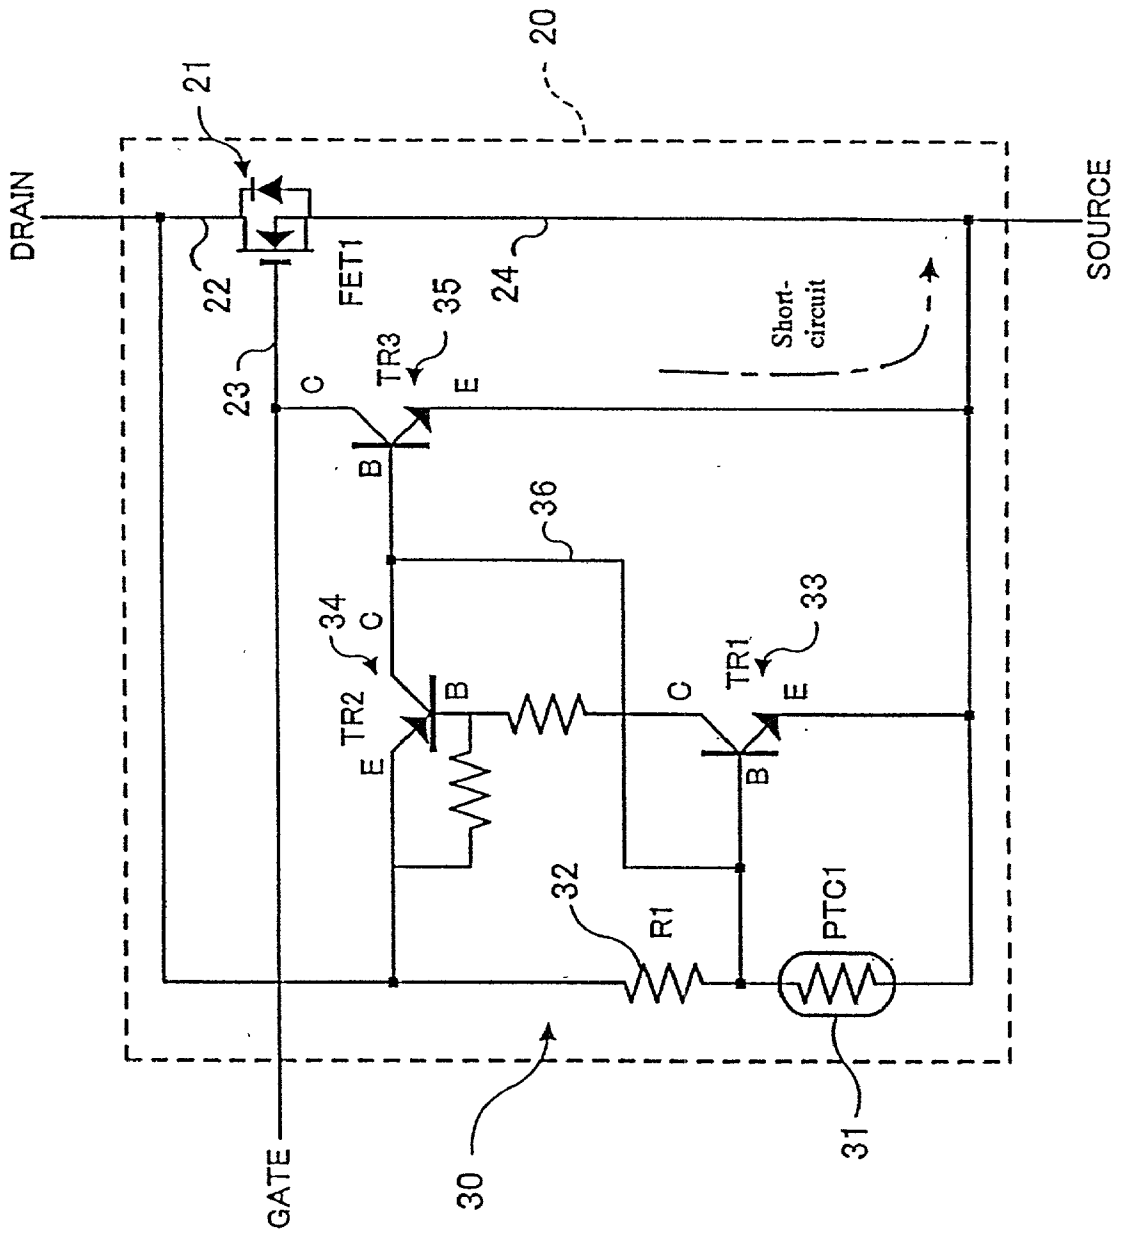 20
21
DRAIN
SOURCE
22
FET1
24
35
Short-
circuit
23
C
TR3
E
B
36
34
C
33
TR2
B
C
TR1
E
E
B
32
R1
PTC1
30
31
GATE